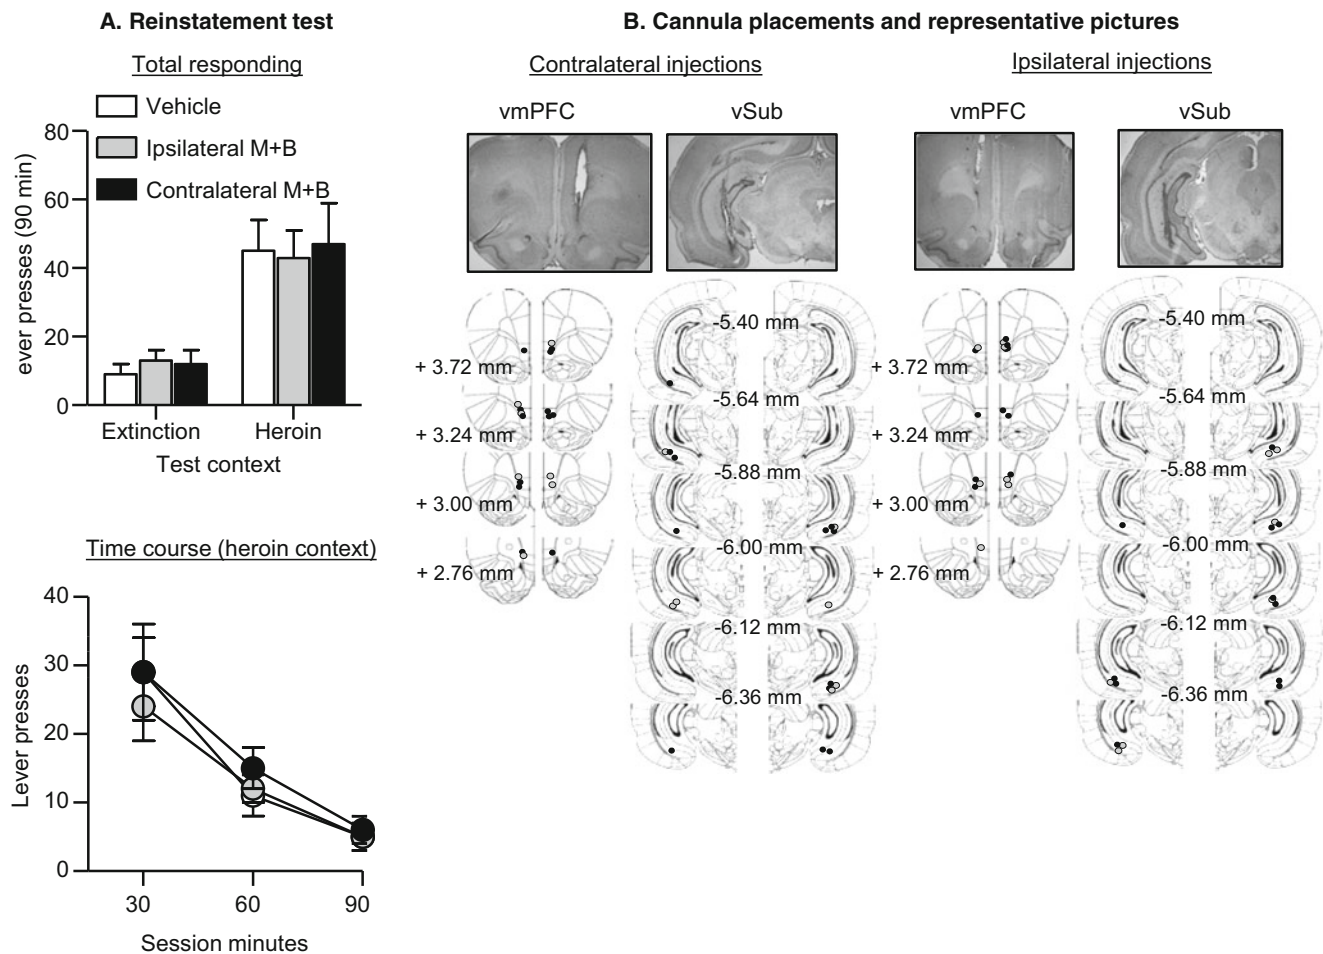 A. Reinstatement test
Total responding
Vehicle
Ipsilateral M+B
Contralateral M+B
80
60
40
20
0
ever presses (90 min)
Extinction
Heroin
Test context
Time course (heroin context)
40
30
20
10
0
Lever presses
30
60
90
Session minutes
B. Cannula placements and representative pictures
Contralateral injections
Ipsilateral injections
vmPFC
vSub
vmPFC
vSub
+ 3.72 mm
+ 3.24 mm
+ 3.00 mm
+ 2.76 mm
-5.40 mm
-5.64 mm
-5.88 mm
-6.00 mm
-6.12 mm
-6.36 mm
+ 3.72 mm
+ 3.24 mm
+ 3.00 mm
+ 2.76 mm
-5.40 mm
-5.64 mm
-5.88 mm
-6.00 mm
-6.12 mm
-6.36 mm